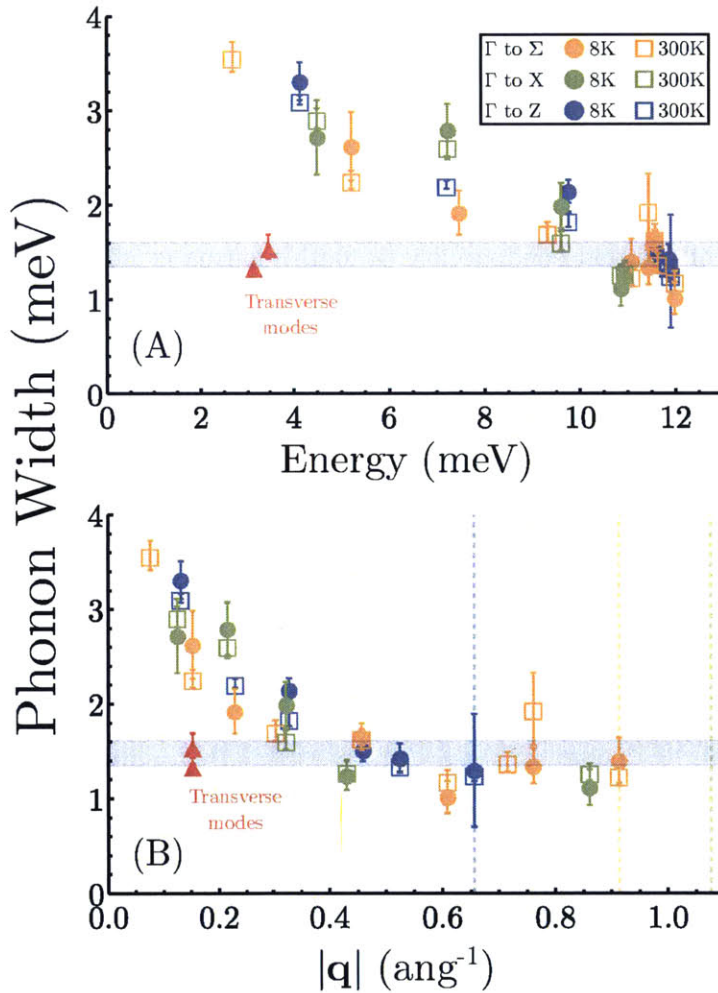 Phonon Width (meV)
4
3
2
1
0
Γ to Σ 8K 300K
Γ to X 8K 300K
Γ to Z 8K 300K
Transverse
modes
(A)
0 2 4 6 8 10 12
Energy (meV)
4
3
2
1
0
Transverse
modes
(B)
0.0 0.2 0.4 0.6 0.8 1.0
|q| (ang⁻¹)